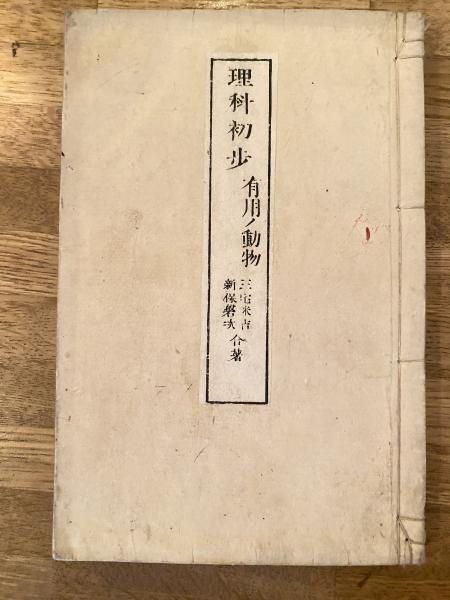 理科初歩
有用ノ動物
三宅米吉
新保磐次
合著